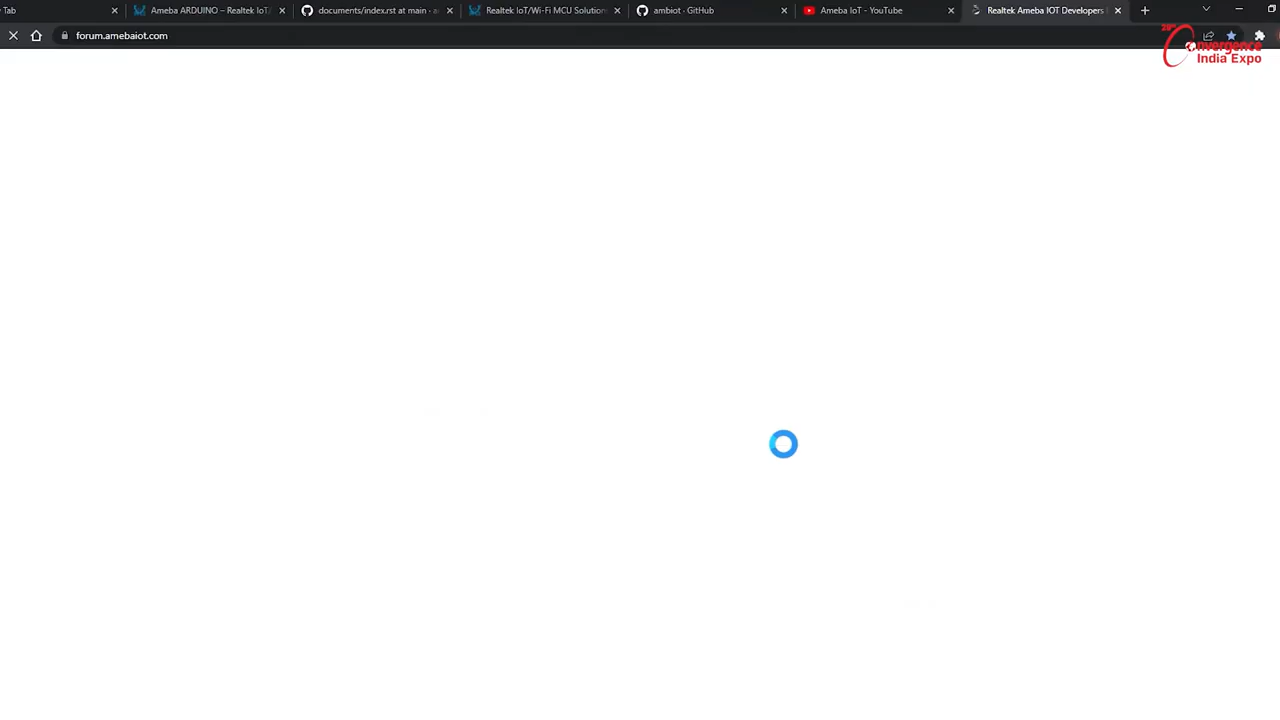 Tab
Ameba ARDUINO – Realtek IoT/
documents/index.rst at main · a
Realtek IoT/Wi-Fi MCU Solution
ambiot · GitHub
Ameba IoT - YouTube
Realtek Ameba IOT Developers
forum.amebaiot.com
nvergence
India Expo